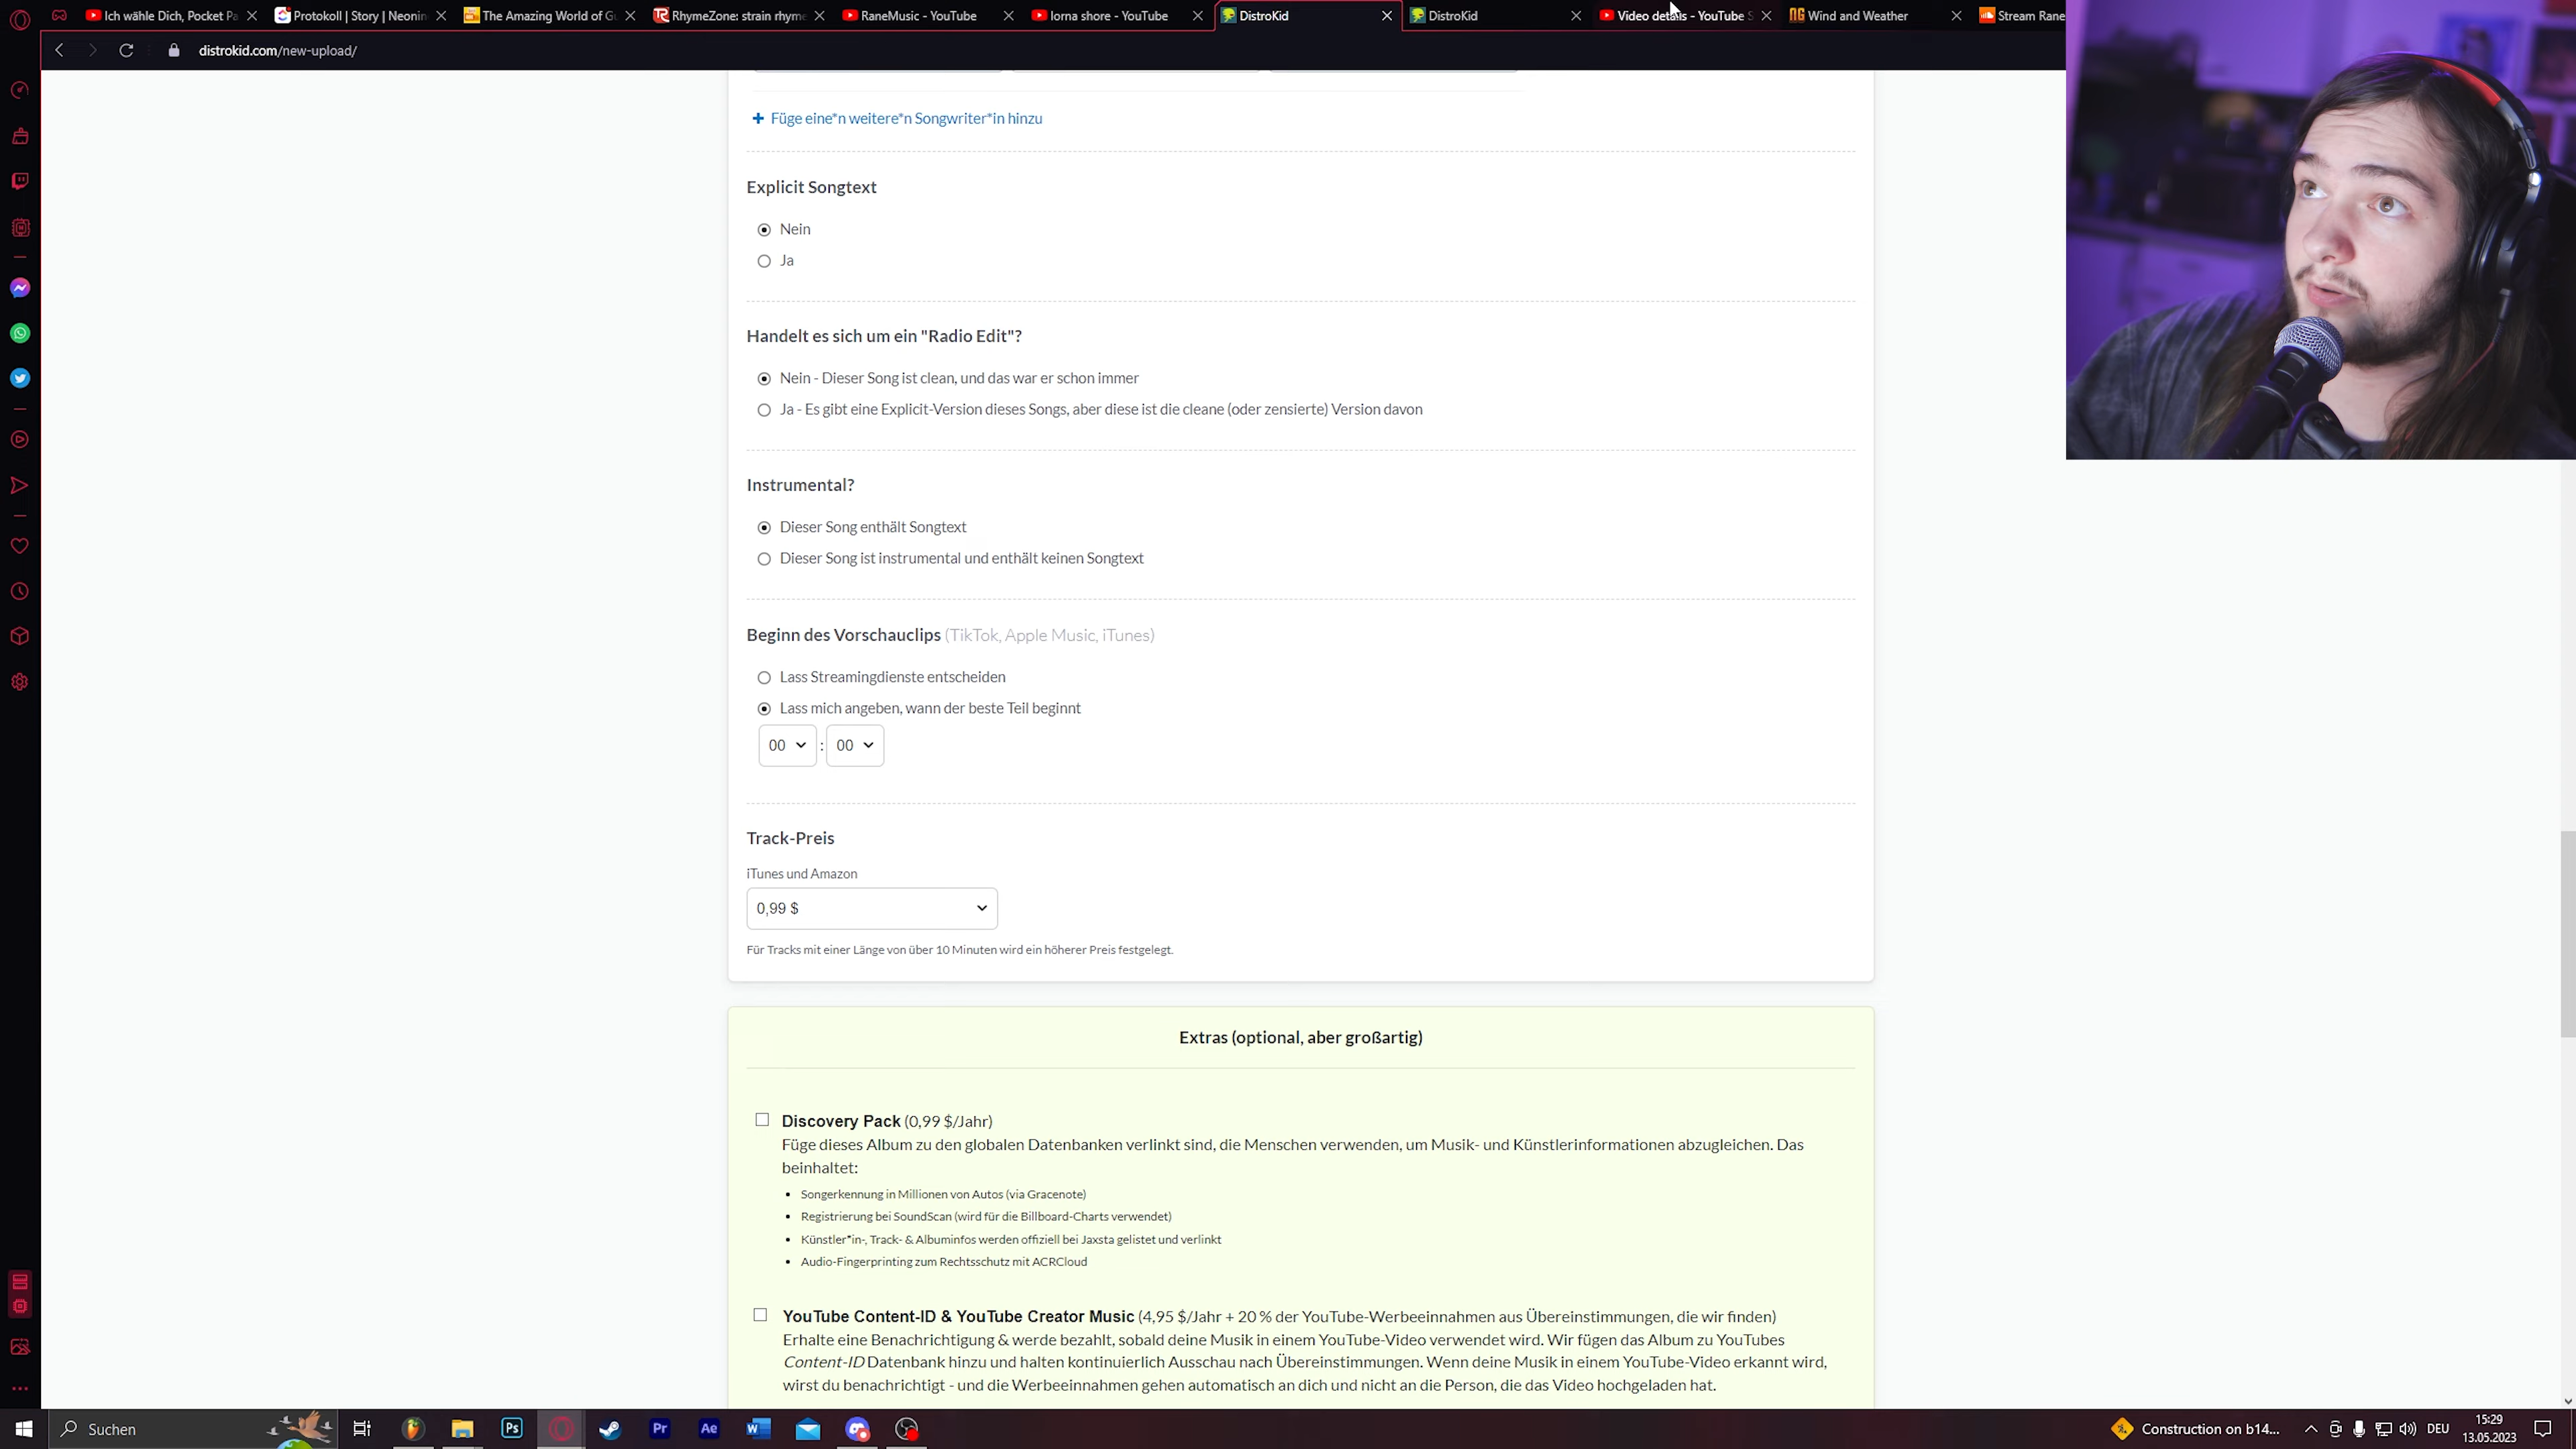 Ich wähle Dich, Pocket Pa
Protokoll | Story | Neonin
The Amazing World of Gu
RhymeZone: strain rhyme
RaneMusic - YouTube
lorna shore - YouTube
DistroKid
DistroKid
Video details - YouTube S
Wind and Weather
Stream Rane
distrokid.com/new-upload/
+ Füge eine*n weitere*n Songwriter*in hinzu
Explicit Songtext
Nein
Ja
Handelt es sich um ein "Radio Edit"?
Nein - Dieser Song ist clean, und das war er schon immer
Ja - Es gibt eine Explicit-Version dieses Songs, aber diese ist die cleane (oder zensierte) Version davon
Instrumental?
Dieser Song enthält Songtext
Dieser Song ist instrumental und enthält keinen Songtext
Beginn des Vorschauclips (TikTok, Apple Music, iTunes)
Lass Streamingdienste entscheiden
Lass mich angeben, wann der beste Teil beginnt
00 : 00
Track-Preis
iTunes und Amazon
0,99 $
Für Tracks mit einer Länge von über 10 Minuten wird ein höherer Preis festgelegt.
Extras (optional, aber großartig)
Discovery Pack (0,99 $/Jahr)
Füge dieses Album zu den globalen Datenbanken verlinkt sind, die Menschen verwenden, um Musik- und Künstlerinformationen abzugleichen. Das
beinhaltet:
• Songerkennung in Millionen von Autos (via Gracenote)
• Registrierung bei SoundScan (wird für die Billboard-Charts verwendet)
• Künstler*in-, Track- & Albuminfos werden offiziell bei Jaxsta gelistet und verlinkt
• Audio-Fingerprinting zum Rechtsschutz mit ACRCloud
YouTube Content-ID & YouTube Creator Music (4,95 $/Jahr + 20 % der YouTube-Werbeeinnahmen aus Übereinstimmungen, die wir finden)
Erhalte eine Benachrichtigung & werde bezahlt, sobald deine Musik in einem YouTube-Video verwendet wird. Wir fügen das Album zu YouTubes
Content-ID Datenbank hinzu und halten kontinuierlich Ausschau nach Übereinstimmungen. Wenn deine Musik in einem YouTube-Video erkannt wird,
wirst du benachrichtigt - und die Werbeeinnahmen gehen automatisch an dich und nicht an die Person, die das Video hochgeladen hat.
Suchen
Ps
Pr
Ae
W
Construction on b14...
DEU
15:29
13.05.2023